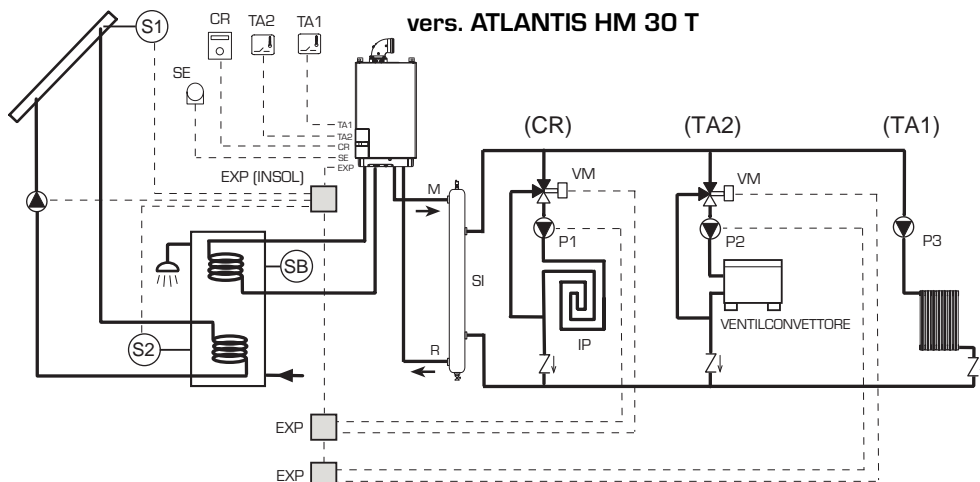 vers. ATLANTIS HM 30 T
S1
CR
TA2
TA1
SE
TA1
TA2
CR
SE
EXP
EXP (INSOL)
(CR)
(TA2)
(TA1)
M
VM
VM
P1
P2
P3
SB
SI
S2
IP
VENTILCONVETTORE
R
EXP
EXP